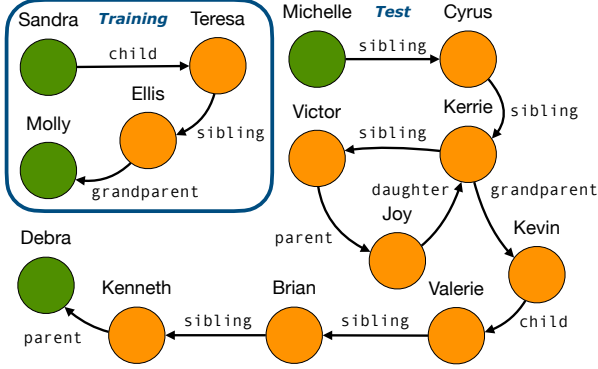 Sandra
Training
Teresa
child
Ellis
sibling
Molly
grandparent
Michelle
Test
Cyrus
sibling
sibling
Victor
sibling
Kerrie
daughter
grandparent
Joy
parent
Kevin
Debra
Kenneth
Brian
Valerie
child
sibling
sibling
parent